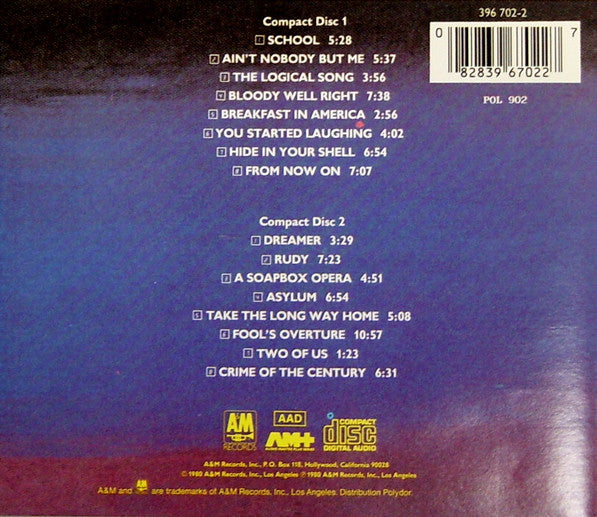 396 702-2
0 82839 67022 7
POL 902
Compact Disc 1
1 SCHOOL 5:28
2 AIN'T NOBODY BUT ME 5:37
3 THE LOGICAL SONG 3:56
4 BLOODY WELL RIGHT 7:38
5 BREAKFAST IN AMERICA 2:56
6 YOU STARTED LAUGHING 4:02
7 HIDE IN YOUR SHELL 6:54
8 FROM NOW ON 7:07
Compact Disc 2
1 DREAMER 3:29
2 RUDY 7:23
3 A SOAPBOX OPERA 4:51
4 ASYLUM 6:54
5 TAKE THE LONG WAY HOME 5:08
6 FOOL'S OVERTURE 10:57
7 TWO OF US 1:23
8 CRIME OF THE CENTURY 6:31
A&M RECORDS
AAD
AM+
COMPACT disc DIGITAL AUDIO
A&M Records, Inc., P.O. Box 118, Hollywood, California 90028
© 1980 A&M Records, Inc., Los Angeles ℗ 1980 A&M Records, Inc., Los Angeles
A&M and A&M are trademarks of A&M Records, Inc., Los Angeles. Distribution Polydor.